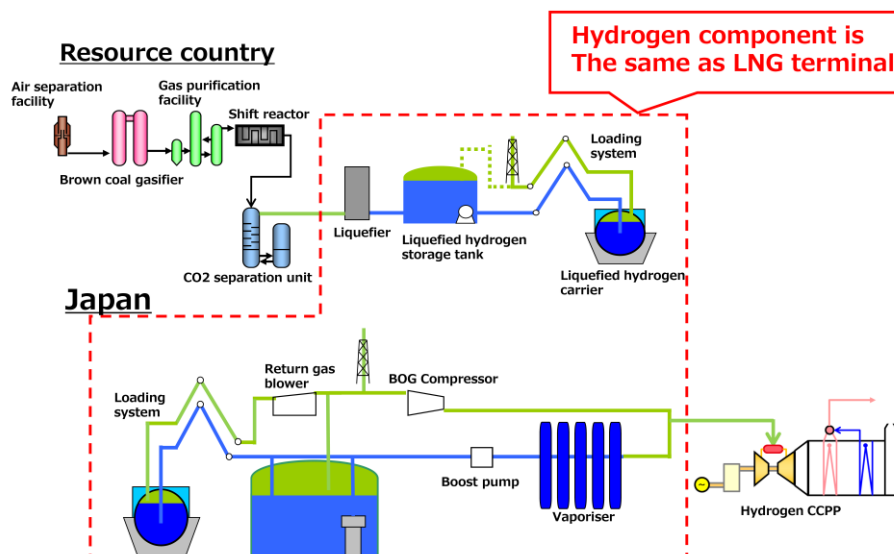 Hydrogen component is
The same as LNG terminal
Resource country
Air separation
facility
Gas purification
facility
Shift reactor
Brown coal gasifier
Loading
system
Liquefier
Liquefied hydrogen
storage tank
CO2 separation unit
Liquefied hydrogen
carrier
Japan
Return gas
blower
BOG Compressor
Loading
system
Boost pump
Vaporiser
Hydrogen CCPP
~